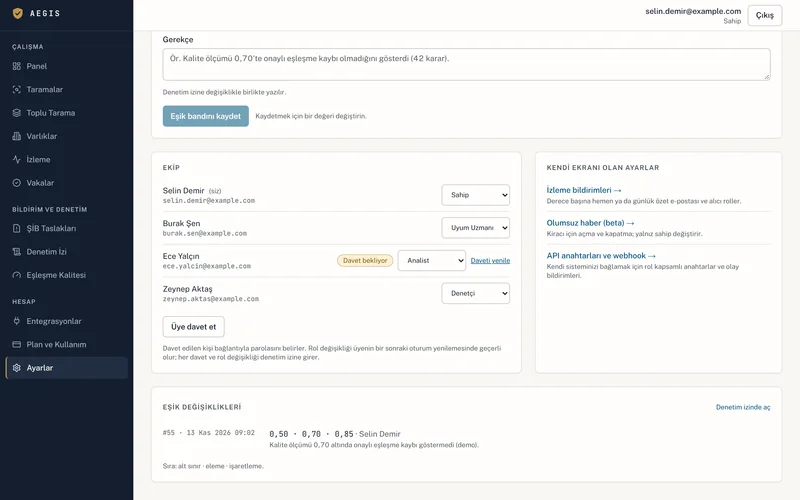 AEGIS
selin.demir@example.com
Sahip
Çıkış
ÇALIŞMA
Panel
Taramalar
Toplu Tarama
Varlıklar
İzleme
Vakalar
BİLDİRİM VE DENETİM
ŞİB Taslakları
Denetim İzi
Eşleşme Kalitesi
HESAP
Entegrasyonlar
Plan ve Kullanım
Ayarlar
Gerekçe
Ör. Kalite ölçümü 0,70'te onaylı eşleşme kaybı olmadığını gösterdi (42 karar).
Denetim izine değişiklikle birlikte yazılır.
Eşik bandını kaydet
Kaydetmek için bir değeri değiştirin.
EKİP
Selin Demir (siz)
selin.demir@example.com
Sahip
Burak Şen
burak.sen@example.com
Uyum Uzmanı
Ece Yalçın
ece.yalcin@example.com
Davet bekliyor
Analist
Daveti yenile
Zeynep Aktaş
zeynep.aktas@example.com
Denetçi
Üye davet et
Davet edilen kişi bağlantıyla parolasını belirler. Rol değişikliği üyenin bir sonraki oturum yenilemesinde geçerli
olur; her davet ve rol değişikliği denetim izine girer.
KENDİ EKRANI OLAN AYARLAR
İzleme bildirimleri →
Derece başına hemen ya da günlük özet e-postası ve alıcı roller.
Olumsuz haber (beta) →
Kiracı için açma ve kapatma; yalnız sahip değiştirir.
API anahtarları ve webhook →
Kendi sisteminizi bağlamak için rol kapsamlı anahtarlar ve olay
bildirimleri.
EŞİK DEĞİŞİKLİKLERİ
Denetim izinde aç
#55 · 13 Kas 2026 09:02
0,50 · 0,70 · 0,85 · Selin Demir
Kalite ölçümü 0,70 altında onaylı eşleşme kaybı göstermedi (demo).
Sıra: alt sınır · eleme · işaretleme.